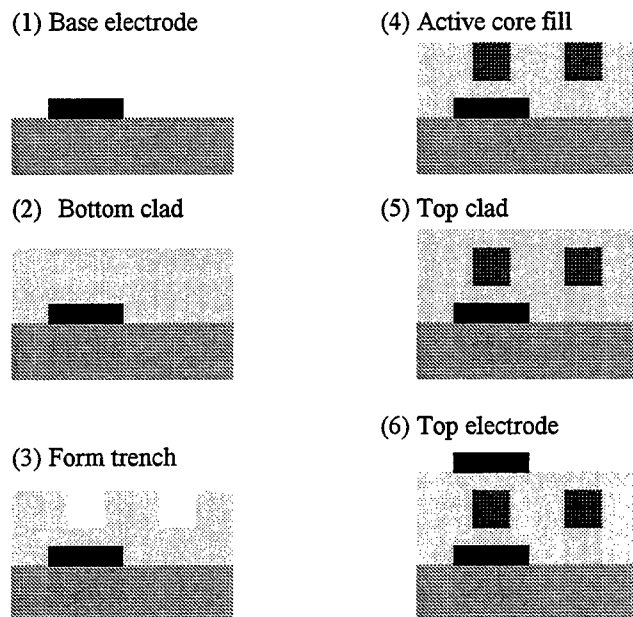 (1) Base electrode
(2) Bottom clad
(3) Form trench
(4) Active core fill
(5) Top clad
(6) Top electrode